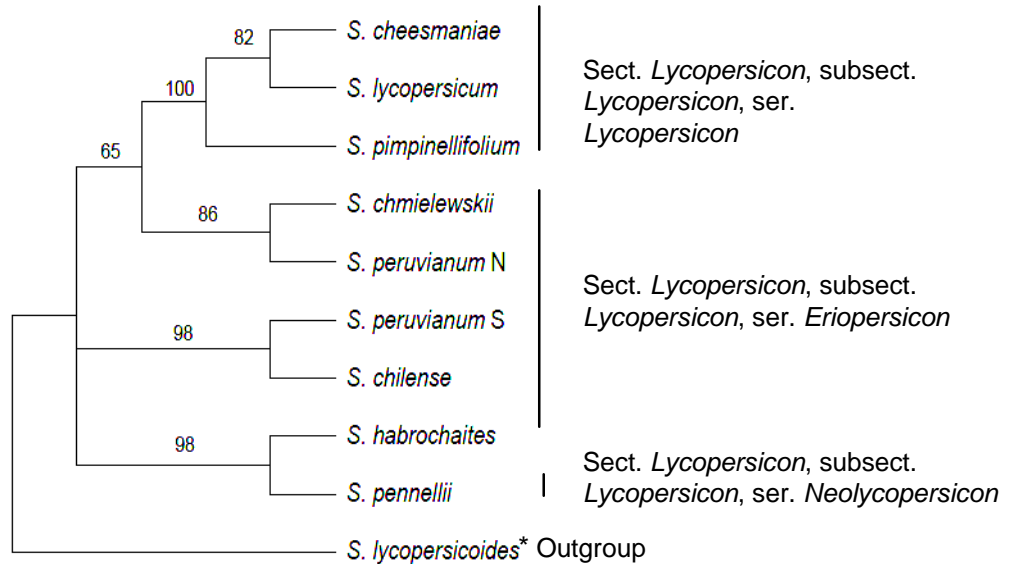 82
S. cheesmaniae
S. lycopersicum
100
S. pimpinellifolium
65
S. chmielewskii
86
S. peruvianum N
S. peruvianum S
98
S. chilense
S. habrochaites
98
S. pennellii
S. lycopersicoides* Outgroup
Sect. Lycopersicon, subsect.
Lycopersicon, ser.
Lycopersicon
Sect. Lycopersicon, subsect.
Lycopersicon, ser. Eriopersicon
Sect. Lycopersicon, subsect.
Lycopersicon, ser. Neolycopersicon